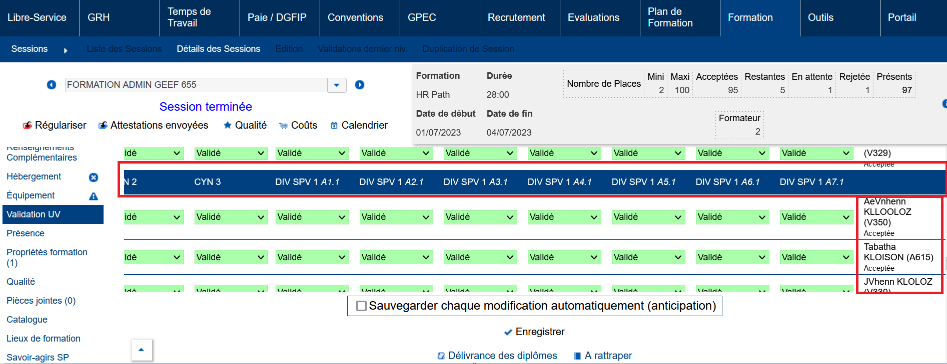 Libre-Service GRH Temps de Travail Paie / DGFIP Conventions GPEC Recrutement Evaluations Plan de Formation Formation Outils Portail
Sessions Liste des Sessions Détails des Sessions Edition Validations dernier niv. Duplication de Session
FORMATION ADMIN GEEF 655
Session terminée
Régulariser Attestations envoyées Qualité Coûts Calendrier
Formation Durée
HR Path 28:00
Date de début Date de fin
01/07/2023 04/07/2023
Mini Maxi Acceptées Restantes En attente Rejetée Présents
Nombre de Places 2 100 95 5 1 1 97
Formateur
2
Renseignements
Complémentaires
Hébergement
Équipement
Validation UV
Présence
Propriétés formation
(1)
Qualité
Pièces jointes (0)
Catalogue
Lieux de formation
Savoir-agirs SP
idé Validé Validé Validé Validé Validé Validé Validé Validé (V329)
Acceptée
N 2 CYN 3 DIV SPV 1 A1.1 DIV SPV 1 A2.1 DIV SPV 1 A3.1 DIV SPV 1 A4.1 DIV SPV 1 A5.1 DIV SPV 1 A6.1 DIV SPV 1 A7.1
AeVnhenn
KLLOOLOZ
idé Validé Validé Validé Validé Validé Validé Validé Validé (V350)
Acceptée
Tabatha
idé Validé Validé Validé Validé Validé Validé Validé Validé KLOISON (A615)
Acceptée
JVhenn KLOLOZ
idé Validé Validé Validé Validé Validé Validé Validé Validé (V330)
Sauvegarder chaque modification automatiquement (anticipation)
Enregistrer
Délivrance des diplômes A rattraper